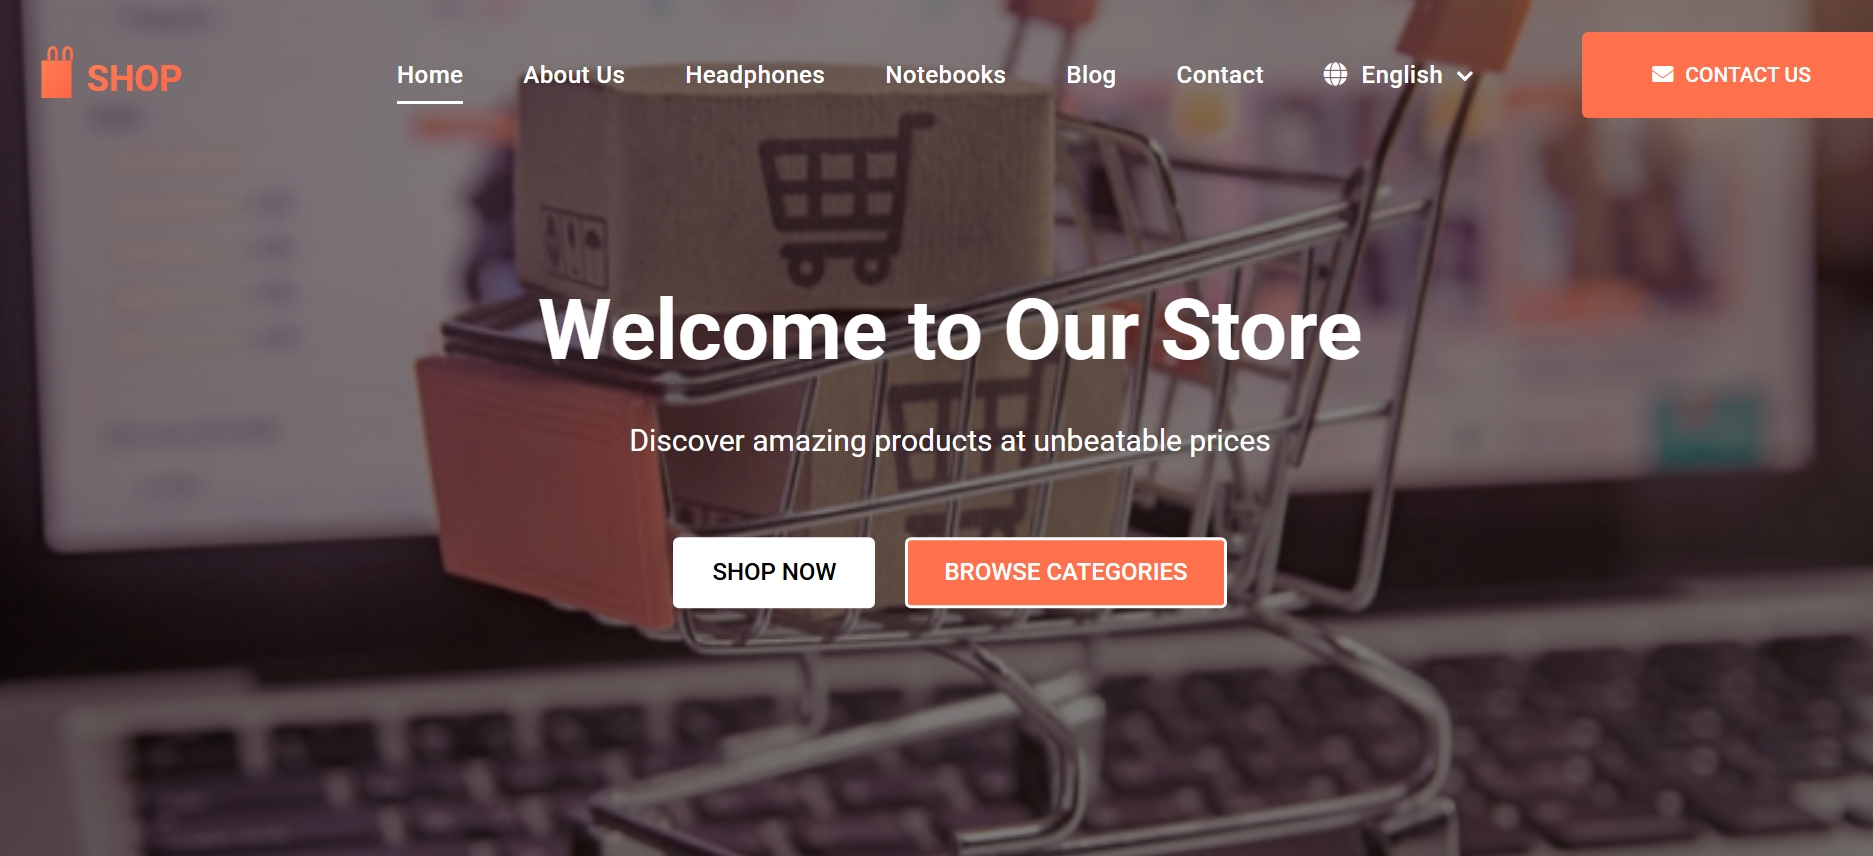 SHOP
Home About Us Headphones Notebooks Blog Contact English CONTACT US
Welcome to Our Store
Discover amazing products at unbeatable prices
SHOP NOW BROWSE CATEGORIES